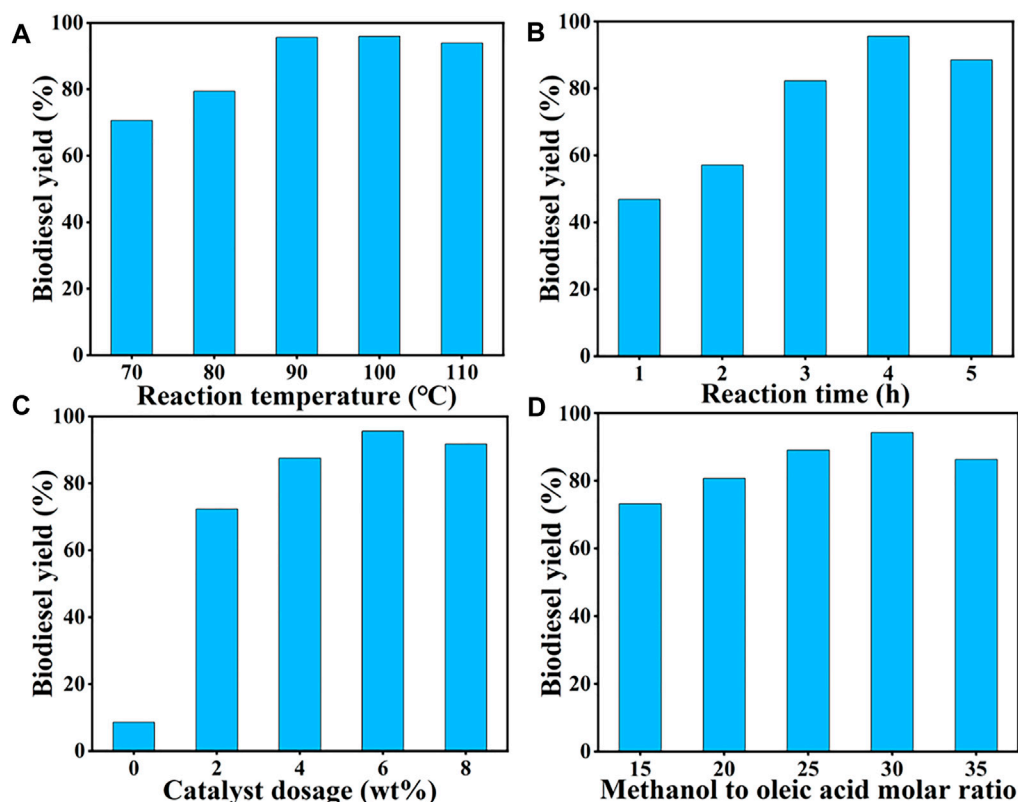 A
Biodiesel yield (%)
100
80
60
40
20
0
70 80 90 100 110
Reaction temperature (℃)
B
Biodiesel yield (%)
100
80
60
40
20
0
1 2 3 4 5
Reaction time (h)
C
Biodiesel yield (%)
100
80
60
40
20
0
0 2 4 6 8
Catalyst dosage (wt%)
D
Biodiesel yield (%)
100
80
60
40
20
0
15 20 25 30 35
Methanol to oleic acid molar ratio